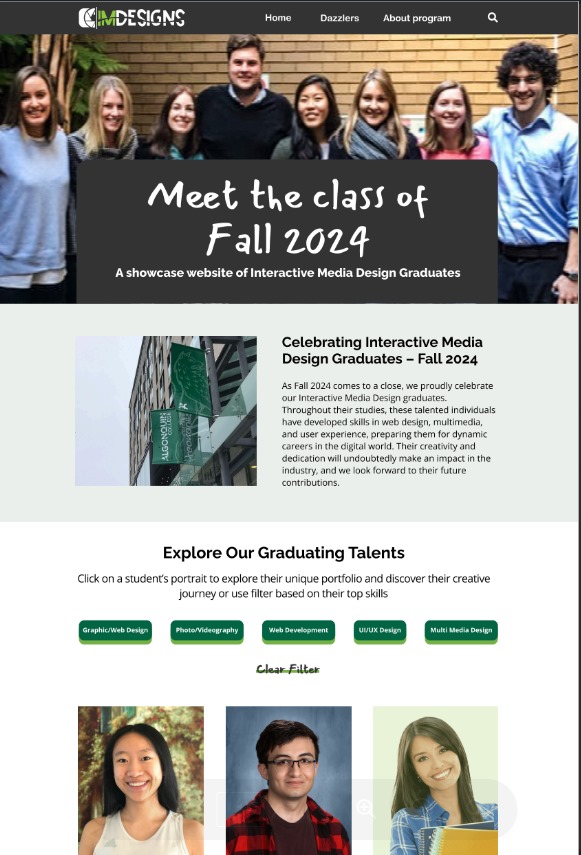 IMDESIGNS
Home Dazzlers About program
Meet the class of
Fall 2024
A showcase website of Interactive Media Design Graduates
ALGONQUIN
COLLEGE
Celebrating Interactive Media
Design Graduates – Fall 2024
As Fall 2024 comes to a close, we proudly celebrate
our Interactive Media Design graduates.
Throughout their studies, these talented individuals
have developed skills in web design, multimedia,
and user experience, preparing them for dynamic
careers in the digital world. Their creativity and
dedication will undoubtedly make an impact in the
industry, and we look forward to their future
contributions.
Explore Our Graduating Talents
Click on a student’s portrait to explore their unique portfolio and discover their creative
journey or use filter based on their top skills
Graphic/Web Design Photo/Videography Web Development UI/UX Design Multi Media Design
Clear Filter